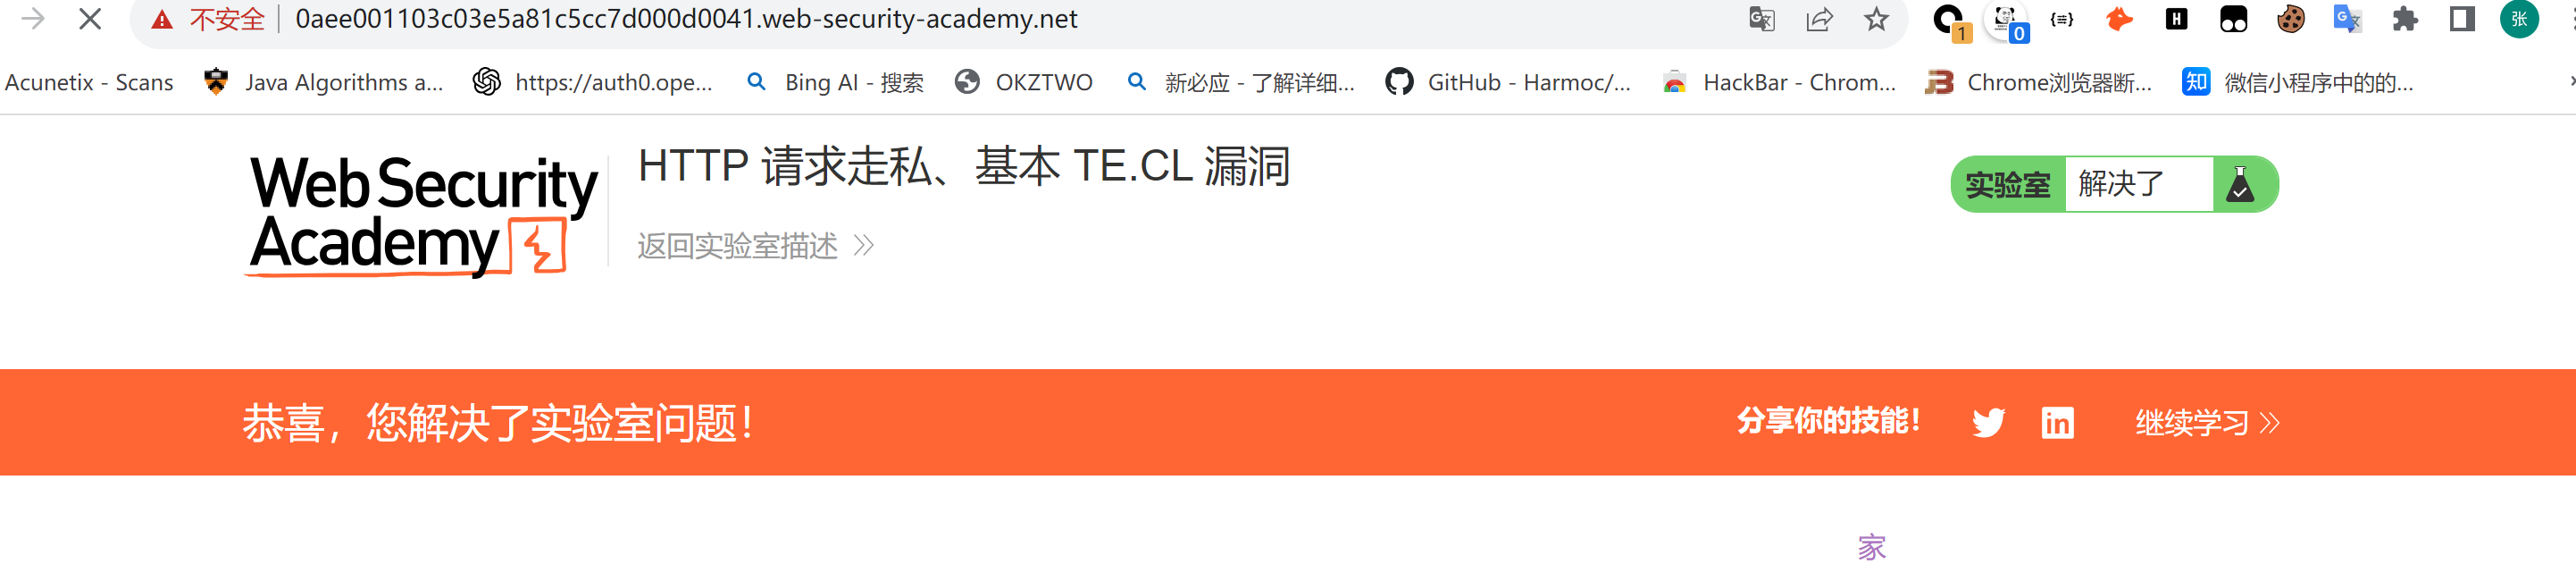 不安全 0aee001103c03e5a81c5cc7d000d0041.web-security-academy.net 1 0 H 张
Acunetix - Scans Java Algorithms a... https://auth0.ope... Bing AI - 搜索 OKZTWO 新必应 - 了解详细... GitHub - Harmoc/... HackBar - Chrom... Chrome浏览器断... 知 微信小程序中的的...
Web Security
Academy
HTTP 请求走私、基本 TE.CL 漏洞
返回实验室描述
实验室 解决了
恭喜，您解决了实验室问题！
分享你的技能！ in 继续学习
家